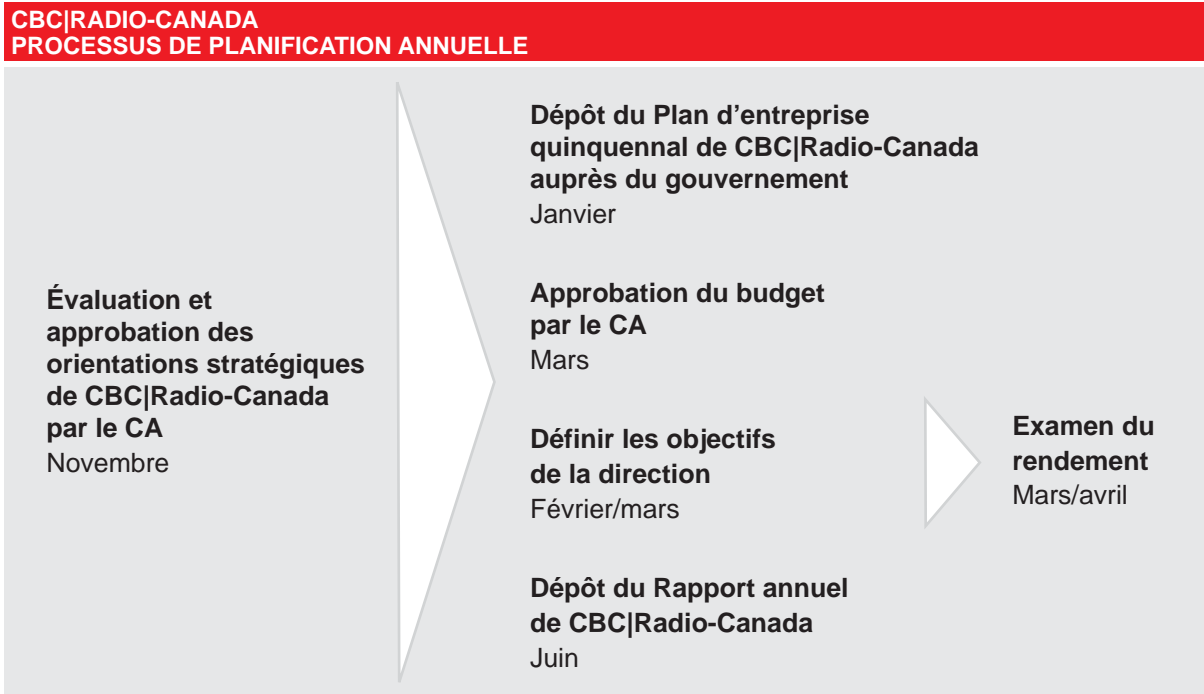 CBC|RADIO-CANADA
PROCESSUS DE PLANIFICATION ANNUELLE
Évaluation et
approbation des
orientations stratégiques
de CBC|Radio-Canada
par le CA
Novembre
Dépôt du Plan d’entreprise
quinquennal de CBC|Radio-Canada
auprès du gouvernement
Janvier
Approbation du budget
par le CA
Mars
Définir les objectifs
de la direction
Février/mars
Dépôt du Rapport annuel
de CBC|Radio-Canada
Juin
Examen du
rendement
Mars/avril